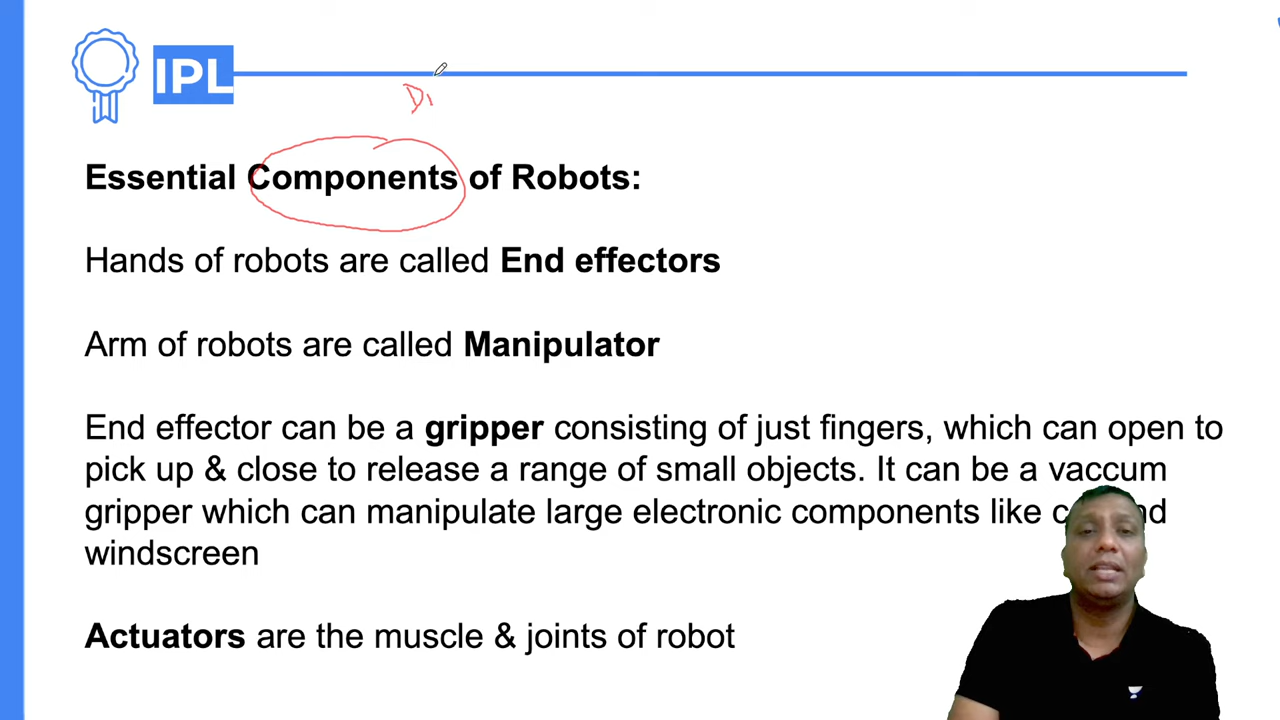 IPL
DI
Essential Components of Robots:
Hands of robots are called End effectors
Arm of robots are called Manipulator
End effector can be a gripper consisting of just fingers, which can open to
pick up & close to release a range of small objects. It can be a vaccum
gripper which can manipulate large electronic components like
windscreen
Actuators are the muscle & joints of robot